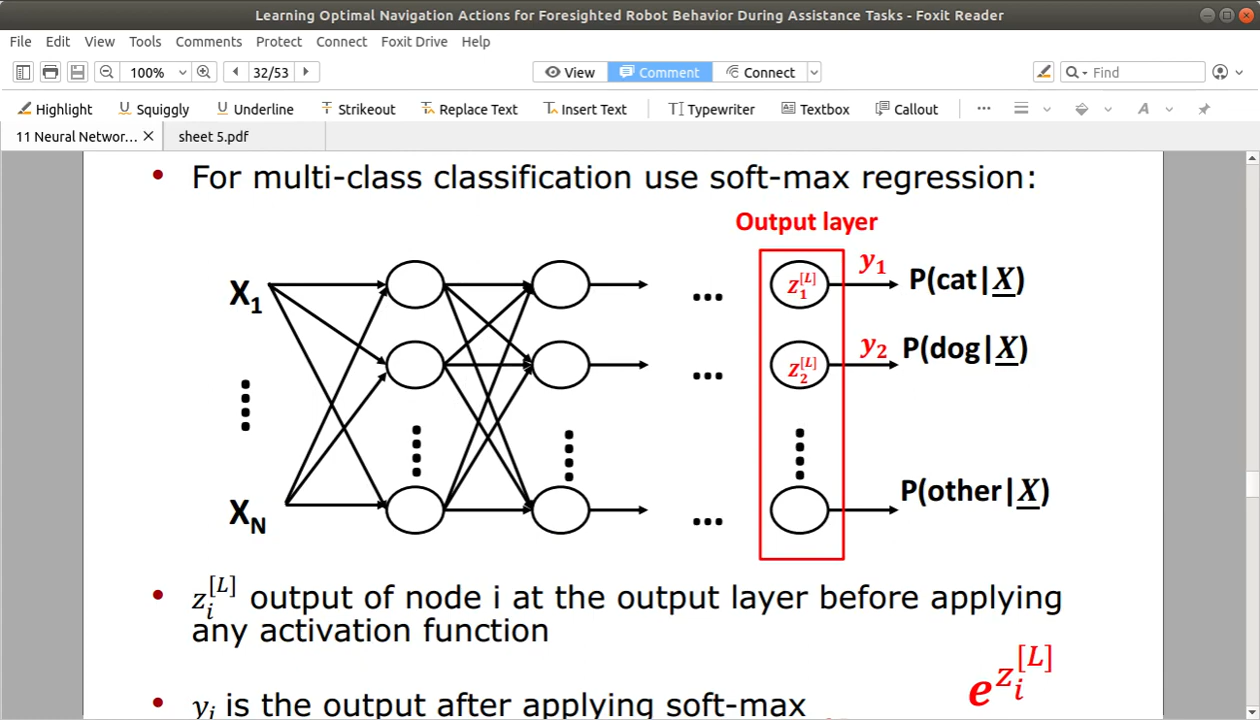 Learning Optimal Navigation Actions for Foresighted Robot Behavior During Assistance Tasks - Foxit Reader
File Edit View Tools Comments Protect Connect Foxit Drive Help
100% 32/53 View Comment Connect Find
Highlight Squiggly Underline Strikeout Replace Text Insert Text Typewriter Textbox Callout ... A
11 Neural Networ... sheet 5.pdf
• For multi-class classification use soft-max regression:
Output layer
X₁ ... z₁^[L] y₁ P(cat|X)
... z₂^[L] y₂ P(dog|X)
X_N ... P(other|X)
• z_i^[L] output of node i at the output layer before applying
any activation function
e^{z_i^[L]}
• y_i is the output after applying soft-max